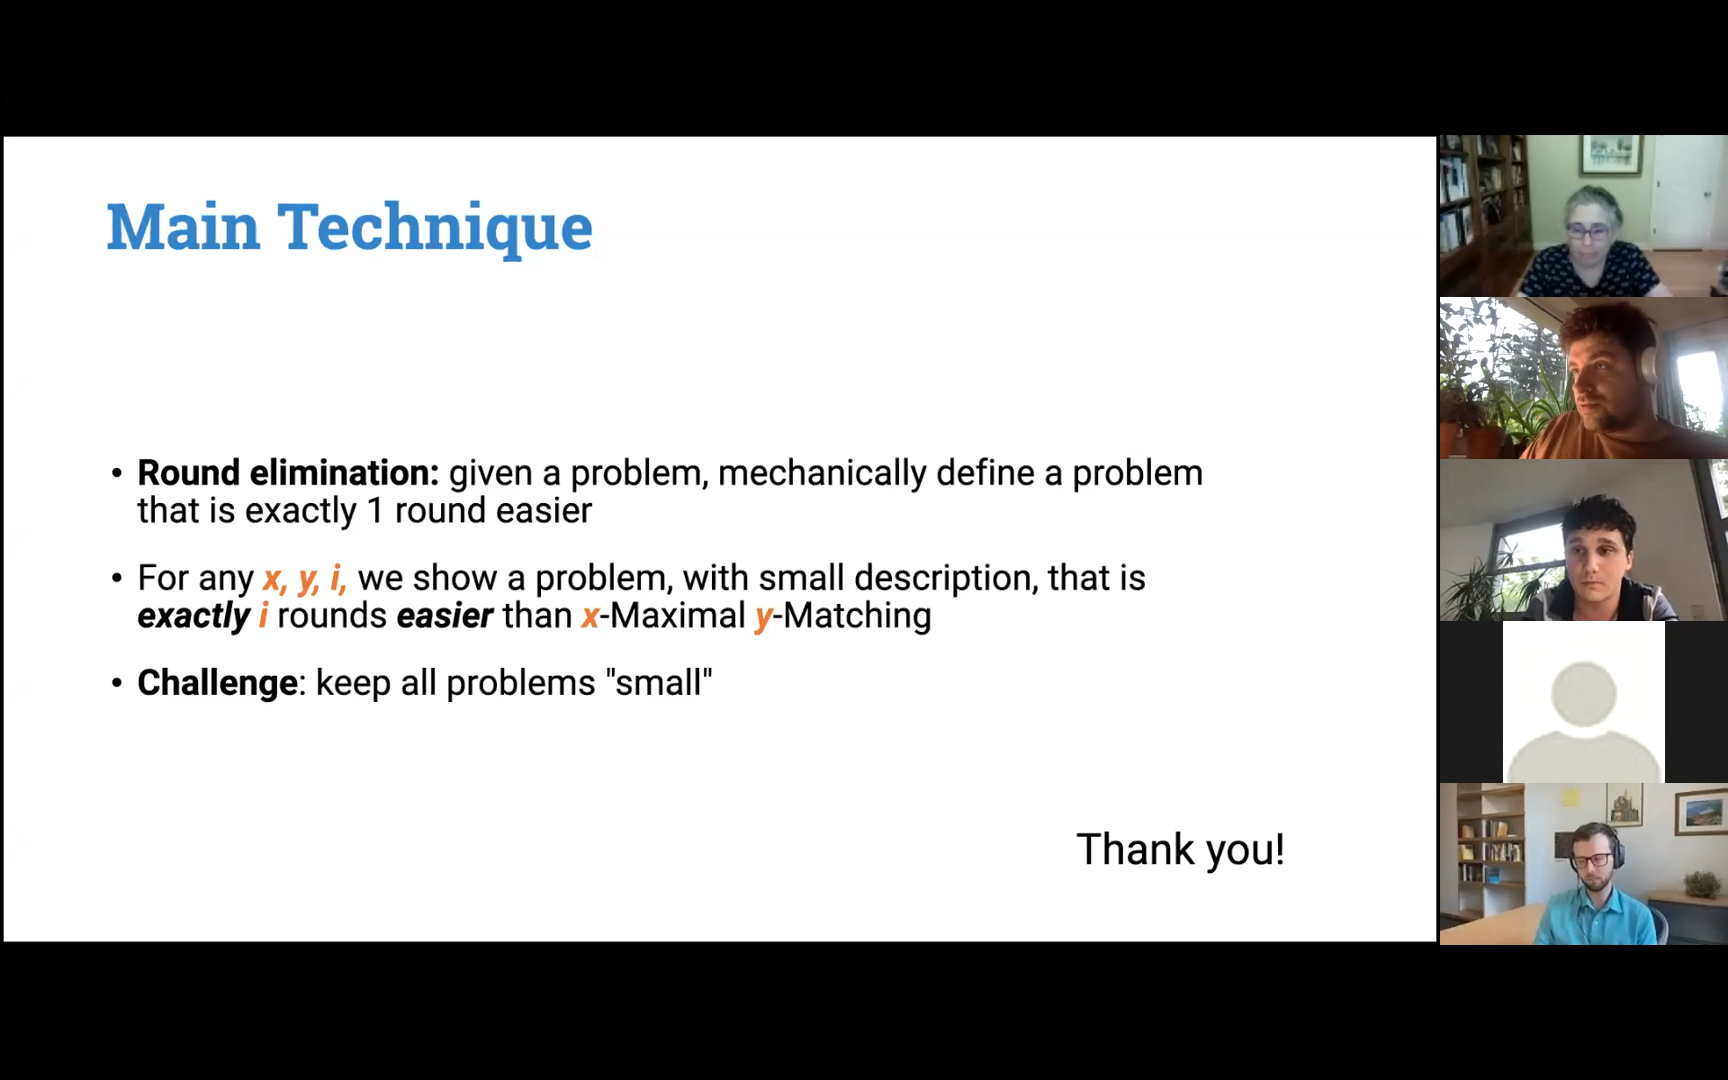 Main Technique
• Round elimination: given a problem, mechanically define a problem
that is exactly 1 round easier
• For any x, y, i, we show a problem, with small description, that is
exactly i rounds easier than x-Maximal y-Matching
• Challenge: keep all problems "small"
Thank you!